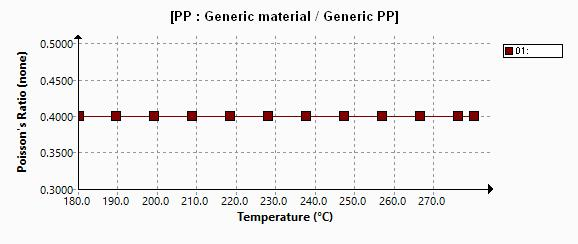 [PP : Generic material / Generic PP]
0.5000
0.4500
0.4000
0.3500
0.3000
Poisson's Ratio (none)
180.0 190.0 200.0 210.0 220.0 230.0 240.0 250.0 260.0 270.0
Temperature (°C)
01: